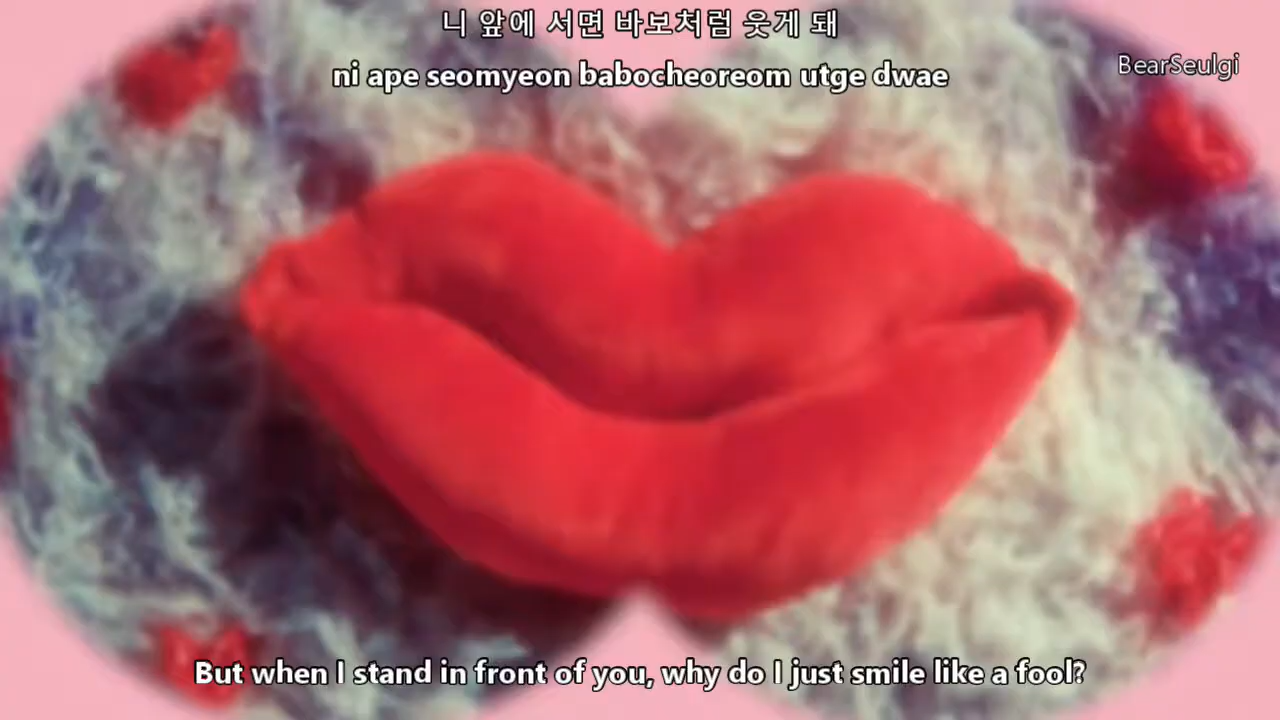 니 앞에 서면 바보처럼 웃게 돼
ni ape seomyeon babocheoreom utge dwae
BearSeulgi
But when I stand in front of you, why do I just smile like a fool?